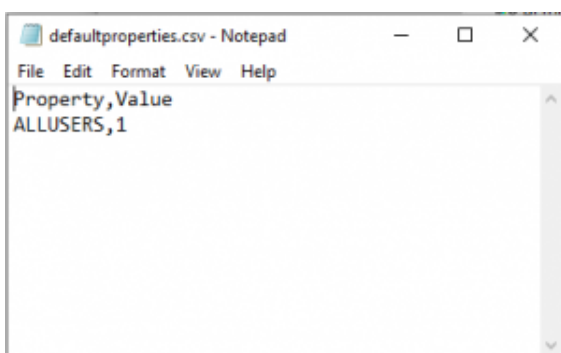 defaultproperties.csv - Notepad
File Edit Format View Help
Property,Value
ALLUSERS,1